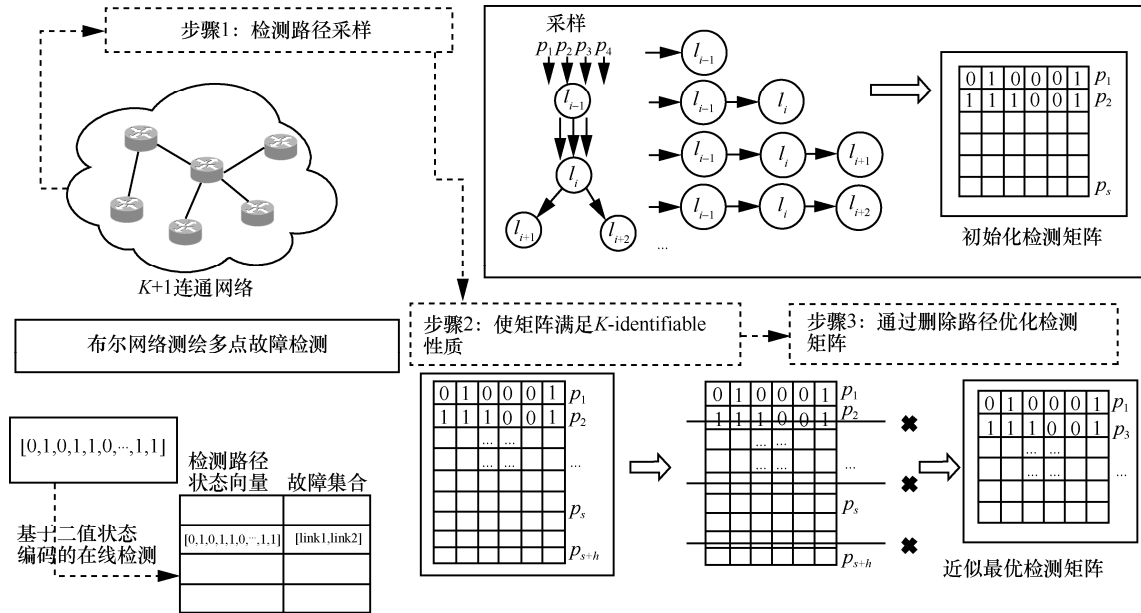 步骤1：检测路径采样
K+1连通网络
采样
p1 p2 p3 p4
li−1
li
li+1
li+2
li−1
li−1
li
li−1
li
li+1
li−1
li
li+2
...
0 1 0 0 0 1 p1
1 1 1 0 0 1 p2
ps
初始化检测矩阵
布尔网络测绘多点故障检测
步骤2：使矩阵满足K-identifiable
性质
步骤3：通过删除路径优化检测
矩阵
0 1 0 0 0 1 p1
1 1 1 0 0 1 p2
... ...
... ... ...
ps
ps+h
0 1 0 0 0 1 p1
1 1 1 0 0 1 p2
... ...
... ... ...
ps
ps+h
0 1 0 0 0 1 p1
1 1 1 0 0 1 p3
... ...
... ... ...
近似最优检测矩阵
[0,1,0,1,1,0,···,1,1]
检测路径
状态向量
故障集合
[0,1,0,1,1,0,···,1,1]
[link1,link2]
基于二值状态
编码的在线检测